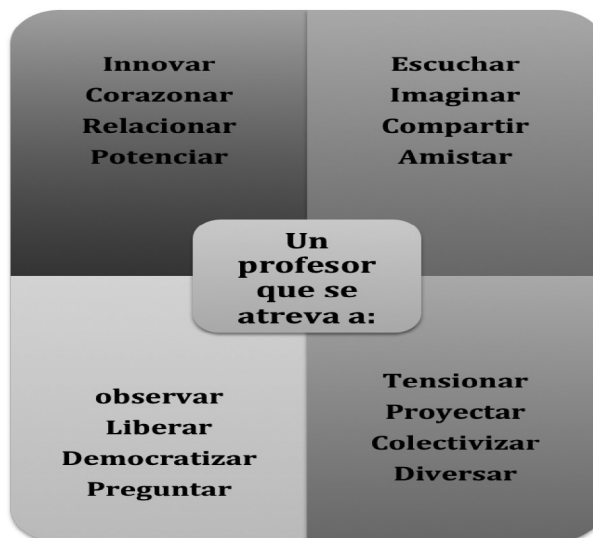 Innovar
Corazonar
Relacionar
Potenciar
Escuchar
Imaginar
Compartir
Amistar
Un
profesor
que se
atreva a:
observar
Liberar
Democratizar
Preguntar
Tensionar
Proyectar
Colectivizar
Diversar